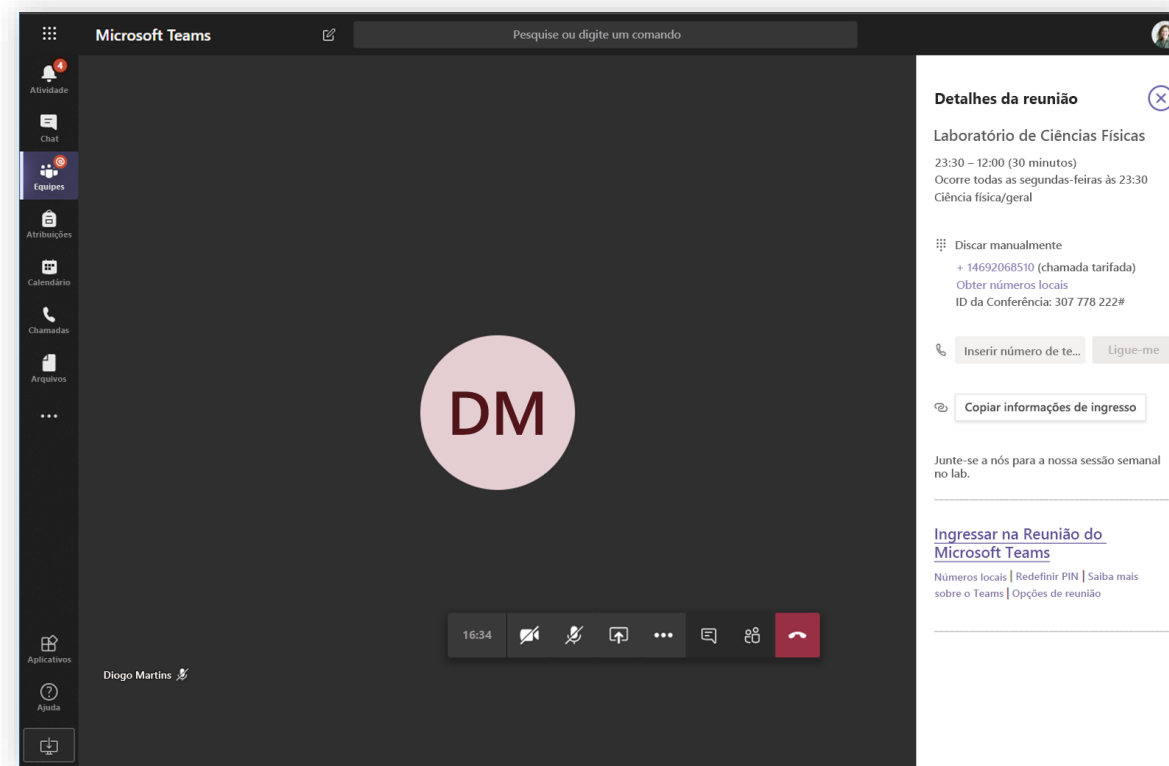 Microsoft Teams
Pesquise ou digite um comando
4
Atividade
Chat
@
Equipes
Atribuições
Calendário
Chamadas
Arquivos
Aplicativos
Ajuda
DM
16:34
Diogo Martins
Detalhes da reunião
Laboratório de Ciências Físicas
23:30 – 12:00 (30 minutos)
Ocorre todas as segundas-feiras às 23:30
Ciência física/geral
Discar manualmente
+ 14692068510 (chamada tarifada)
Obter números locais
ID da Conferência: 307 778 222#
Inserir número de te...
Ligue-me
Copiar informações de ingresso
Junte-se a nós para a nossa sessão semanal
no lab.
Ingressar na Reunião do
Microsoft Teams
Números locais | Redefinir PIN | Saiba mais
sobre o Teams | Opções de reunião